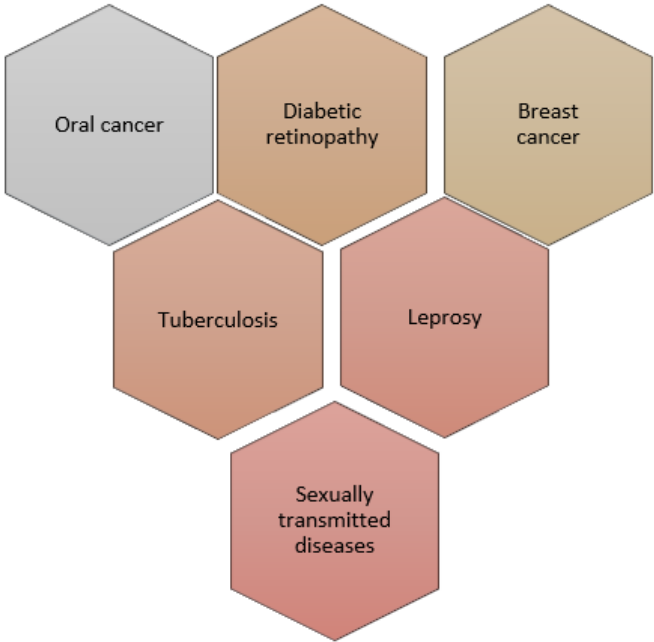 Oral cancer
Diabetic
retinopathy
Breast
cancer
Tuberculosis
Leprosy
Sexually
transmitted
diseases